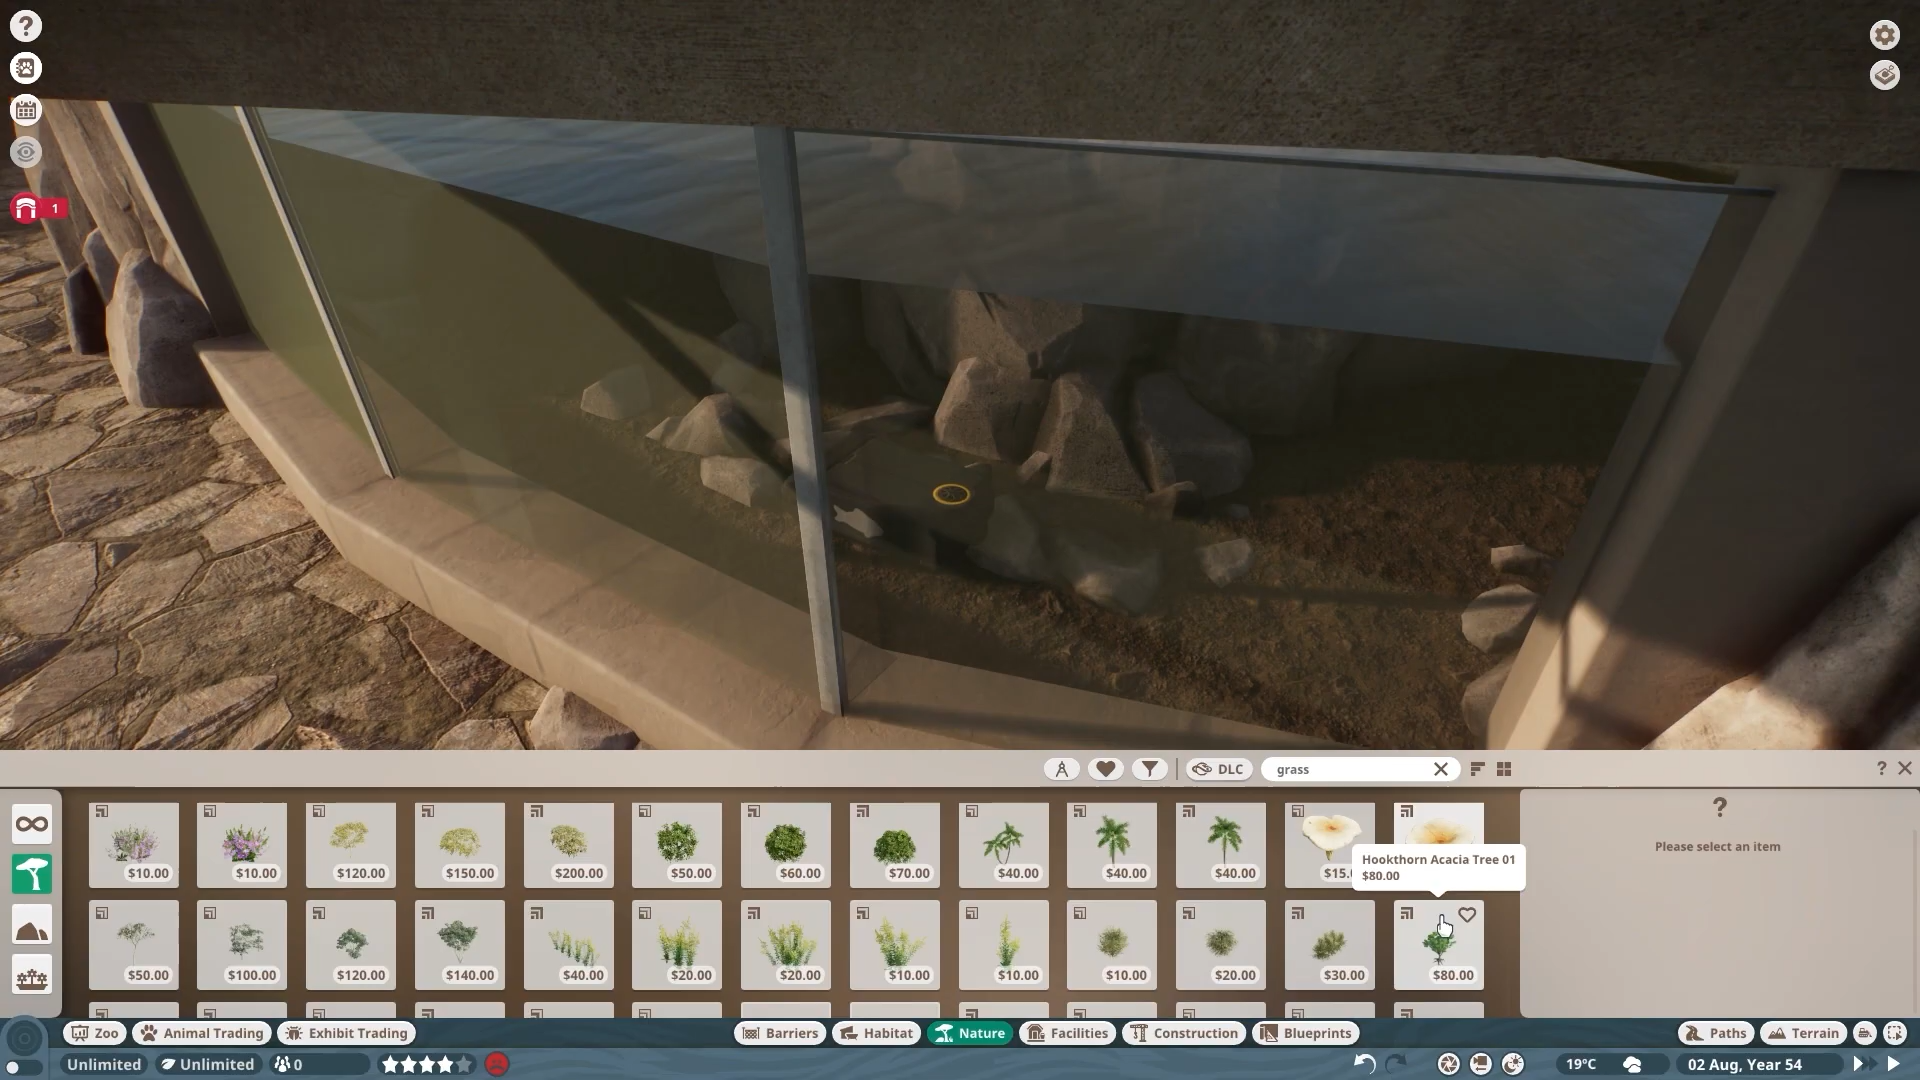 ?
1
DLC
grass
?
?
Please select an item
$10.00
$10.00
$120.00
$150.00
$200.00
$50.00
$60.00
$70.00
$40.00
$40.00
$40.00
$15.
Hookthorn Acacia Tree 01
$80.00
$50.00
$100.00
$120.00
$140.00
$40.00
$20.00
$20.00
$10.00
$10.00
$10.00
$20.00
$30.00
$80.00
Zoo
Animal Trading
Exhibit Trading
Barriers
Habitat
Nature
Facilities
Construction
Blueprints
Paths
Terrain
Unlimited
Unlimited
0
19°C
02 Aug, Year 54